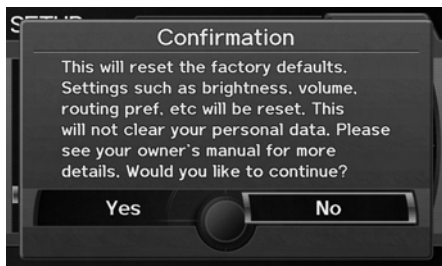 SETUP
Confirmation
This will reset the factory defaults.
Settings such as brightness, volume,
routing pref, etc will be reset. This
will not clear your personal data. Please
see your owner's manual for more
details. Would you like to continue?
Yes
No